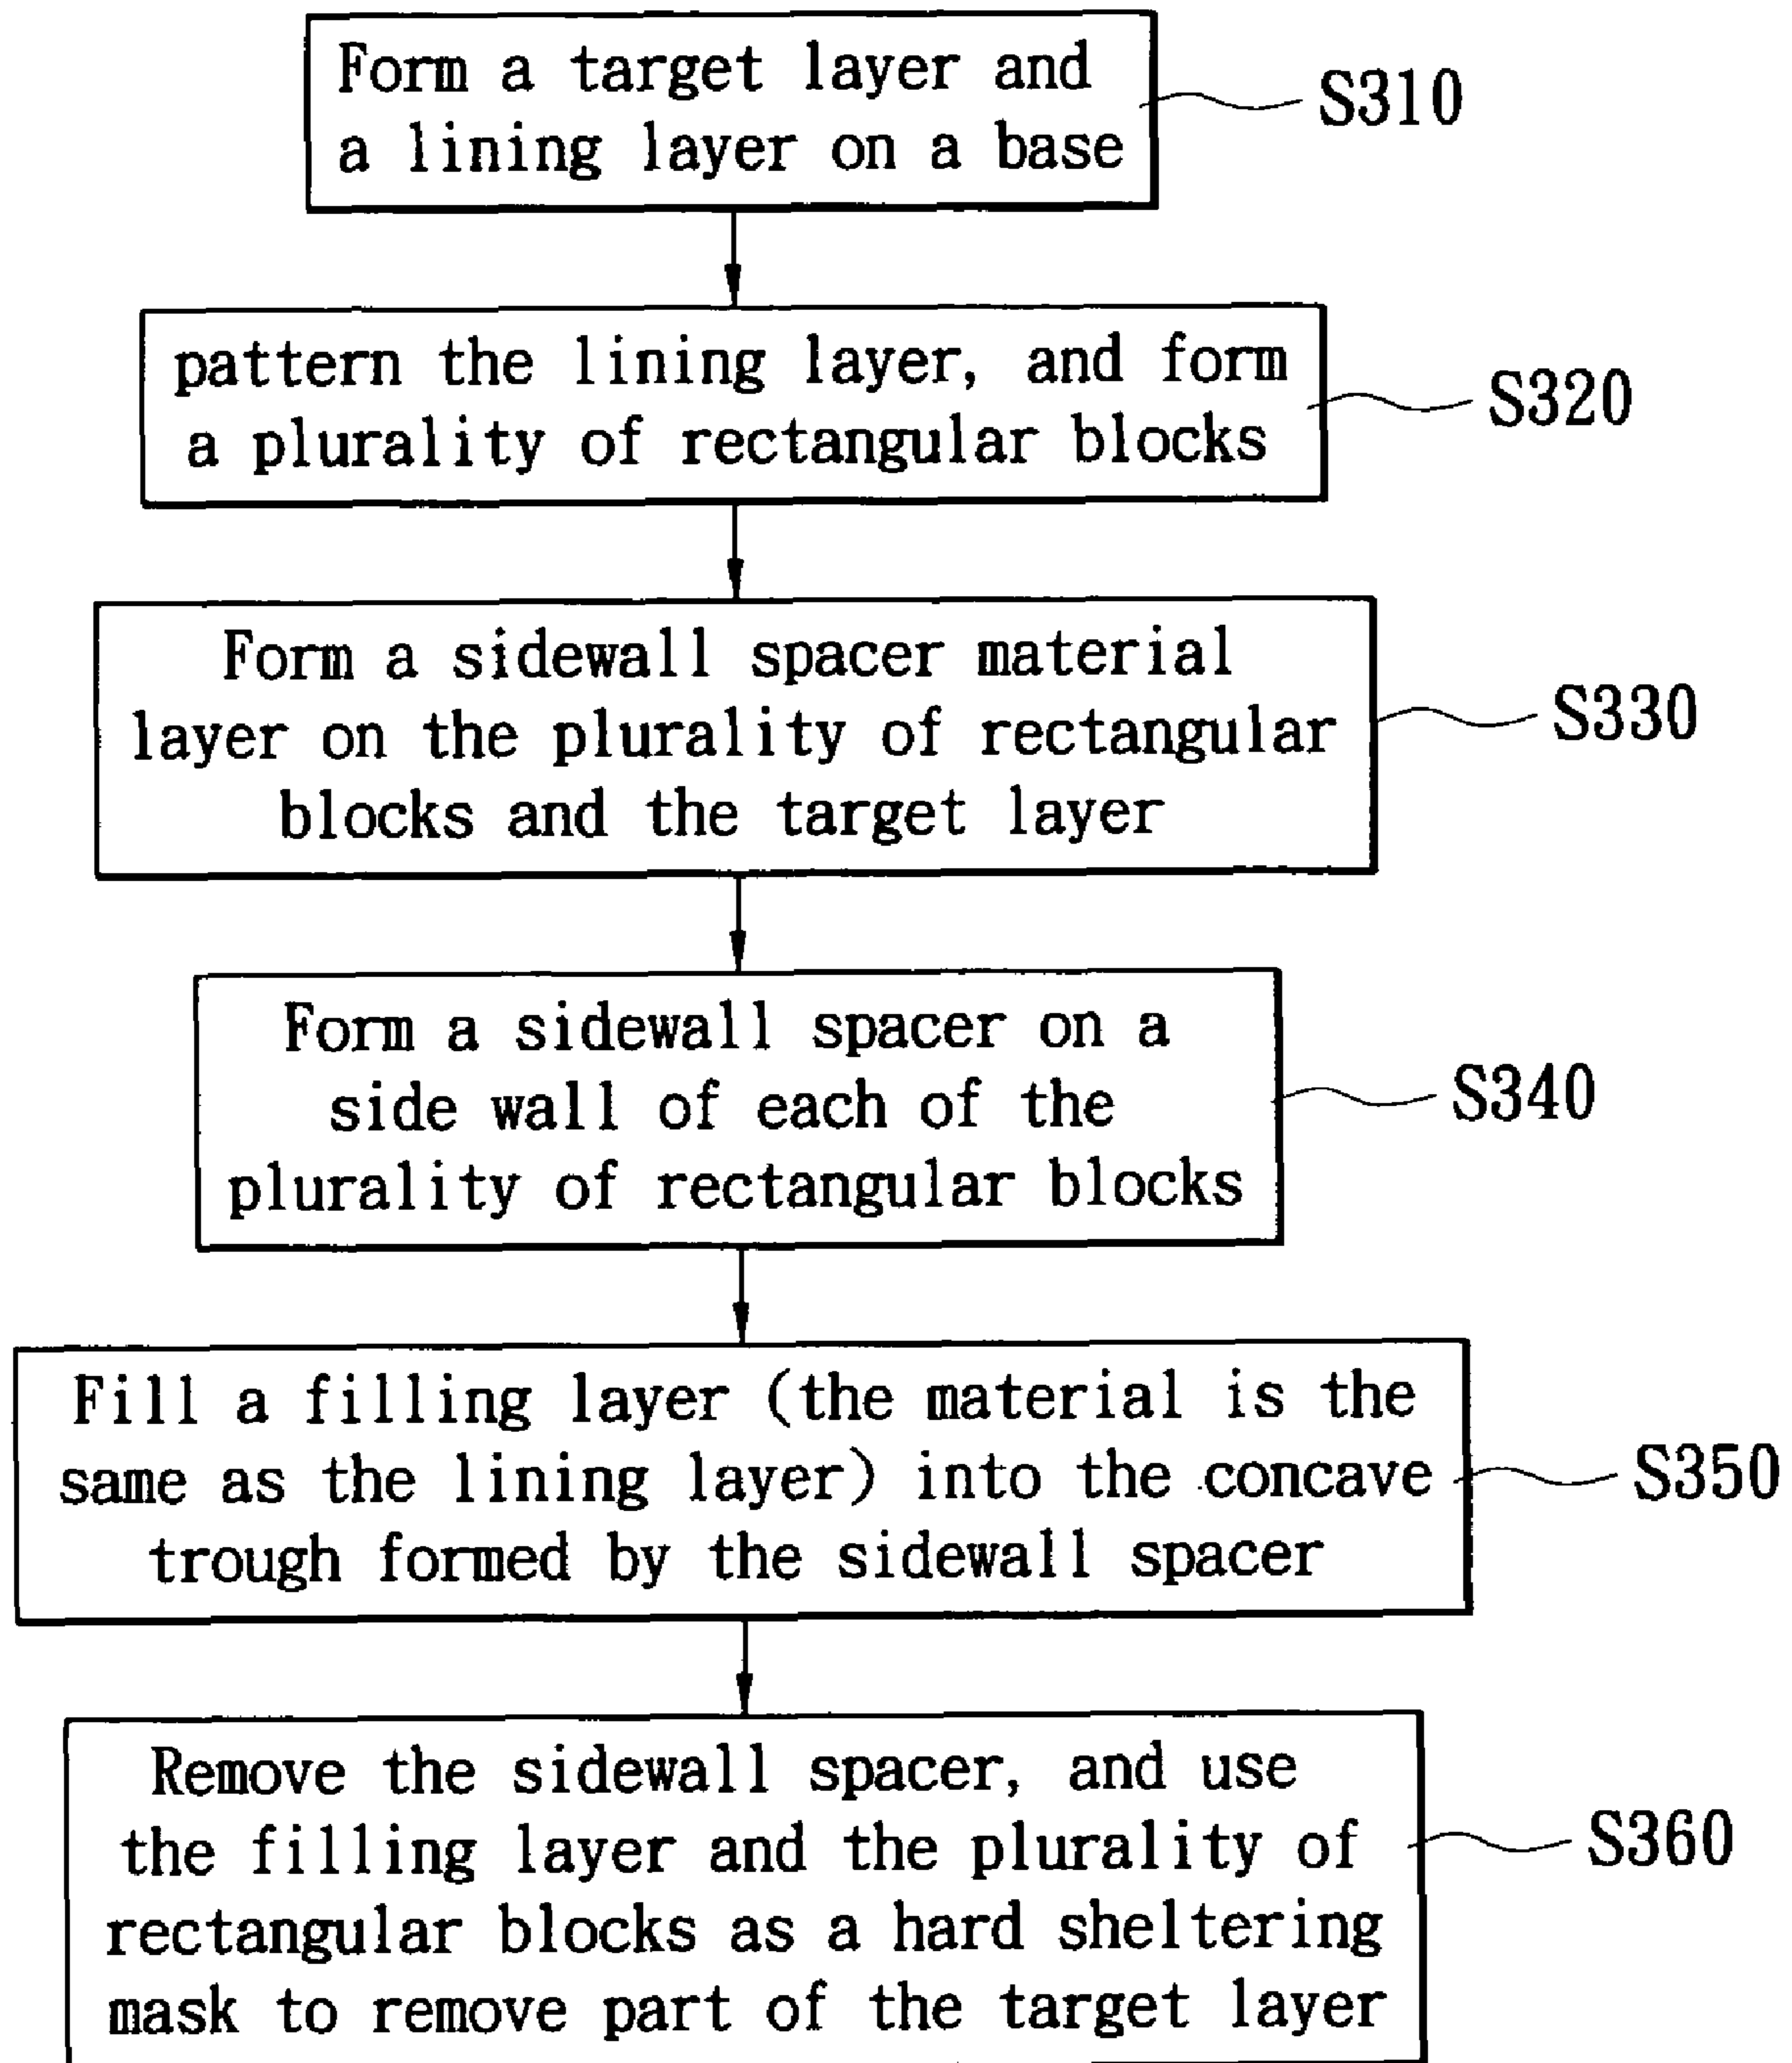 Form a target layer and
a lining layer on a base
S310
pattern the lining layer, and form
a plurality of rectangular blocks
S320
Form a sidewall spacer material
layer on the plurality of rectangular
blocks and the target layer
S330
Form a sidewall spacer on a
side wall of each of the
plurality of rectangular blocks
S340
Fill a filling layer (the material is the
same as the lining layer) into the concave
trough formed by the sidewall spacer
S350
Remove the sidewall spacer, and use
the filling layer and the plurality of
rectangular blocks as a hard sheltering
mask to remove part of the target layer
S360